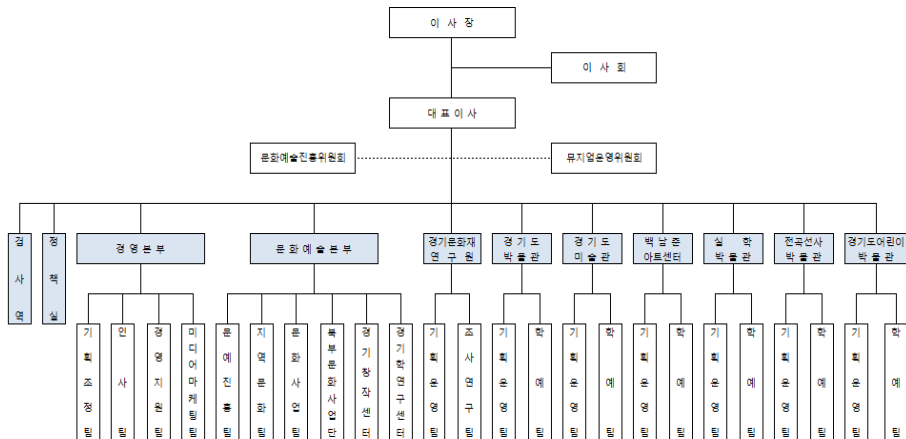 이 사 장
이 사 회
대 표 이 사
문화예술진흥위원회
뮤지엄운영위원회
검 사 역
정 책 실
경 영 본 부
문 화 예 술 본 부
경기문화재
연 구 원
경 기 도
박 물 관
경 기 도
미 술 관
백 남 준
아트센터
실 학
박 물 관
전곡선사
박 물 관
경기도어린이
박 물 관
기획조정팀
인 사 팀
경영지원팀
미디어마케팅팀
문예진흥팀
지역문화팀
문화사업팀
북부문화사업단
경기창작센터
경기학연구센터
기획운영팀
조사연구팀
기획운영팀
학 예 팀
기획운영팀
학 예 팀
기획운영팀
학 예 팀
기획운영팀
학 예 팀
기획운영팀
학 예 팀
기획운영팀
학 예 팀